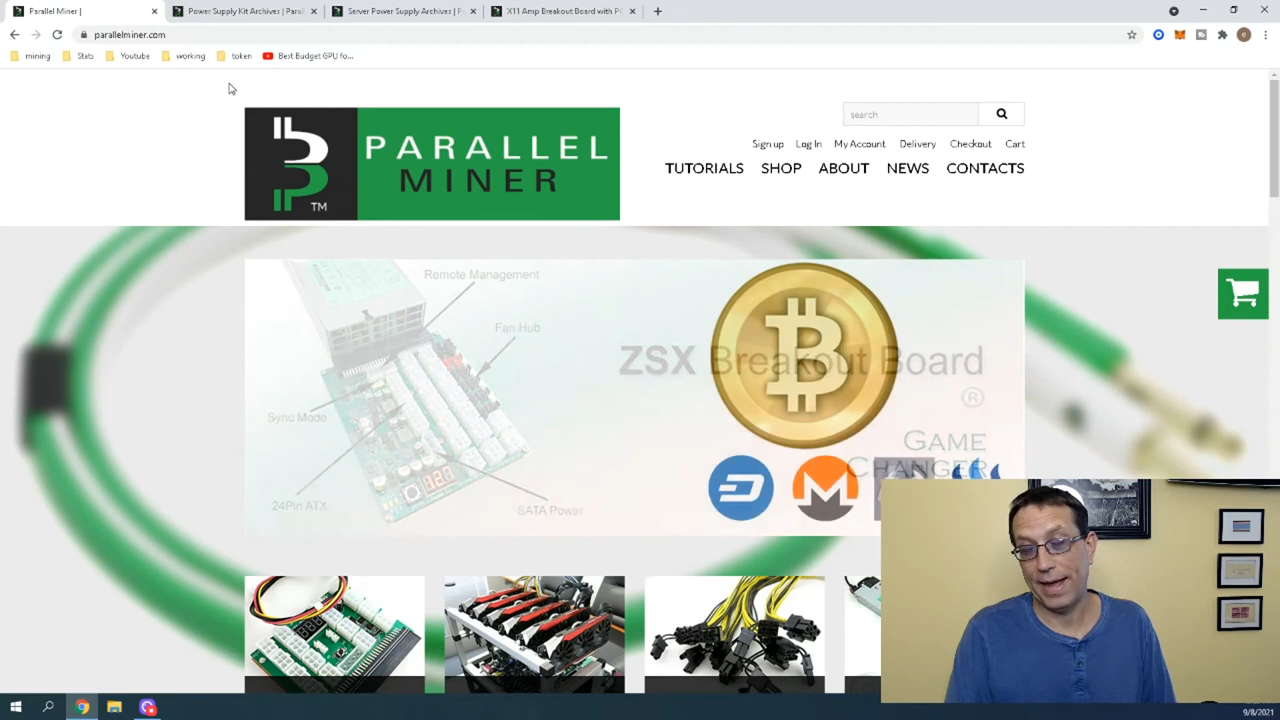 Parallel Miner |
Power Supply Kit Archives | Paral
Server Power Supply Archives | P
X11 Amp Breakout Board with PC
parallelminer.com
e
mining
Stats
Youtube
working
token
Best Budget GPU fo...
PARALLEL
MINER
TM
search
Sign up
Log In
My Account
Delivery
Checkout
Cart
TUTORIALS
SHOP
ABOUT
NEWS
CONTACTS
Remote Management
Fan Hub
Sync Mode
24Pin ATX
SATA Power
ZSX Breakout Board
®
GAME
CHANGER
9/8/2021